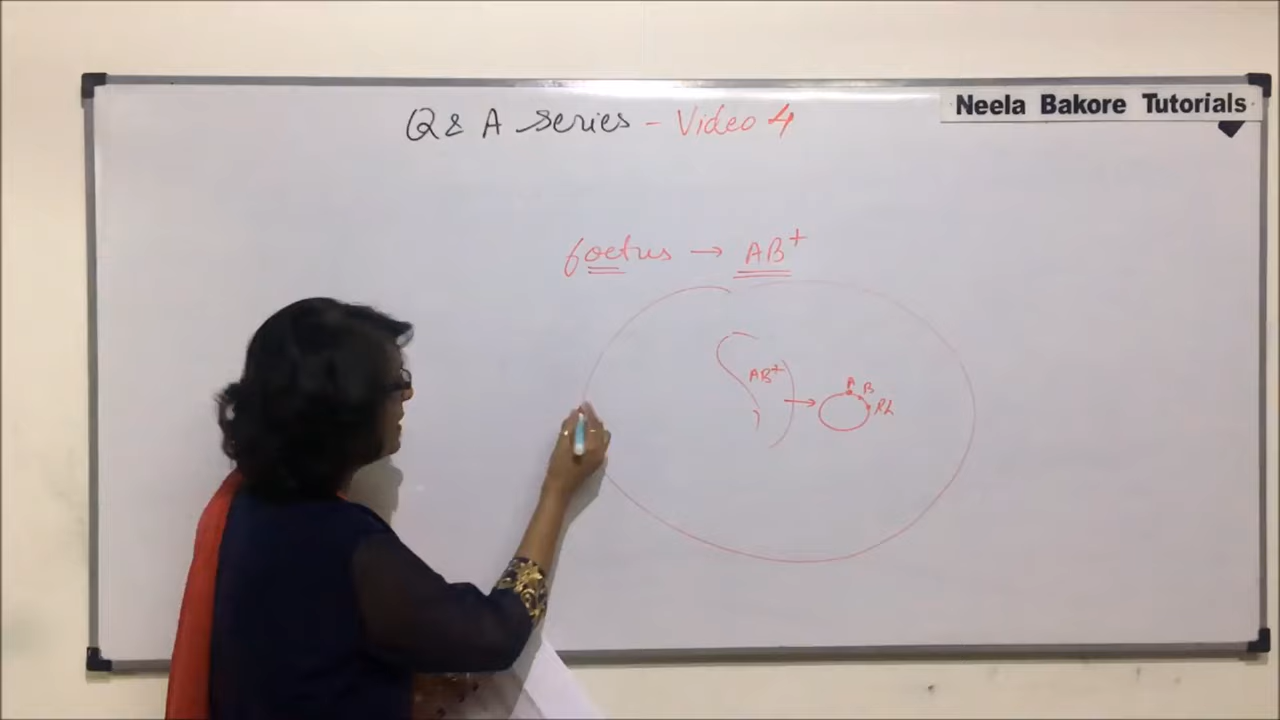 Neela Bakore Tutorials
Q & A Series - Video 4
foetus → AB+
AB+
A B
Rh